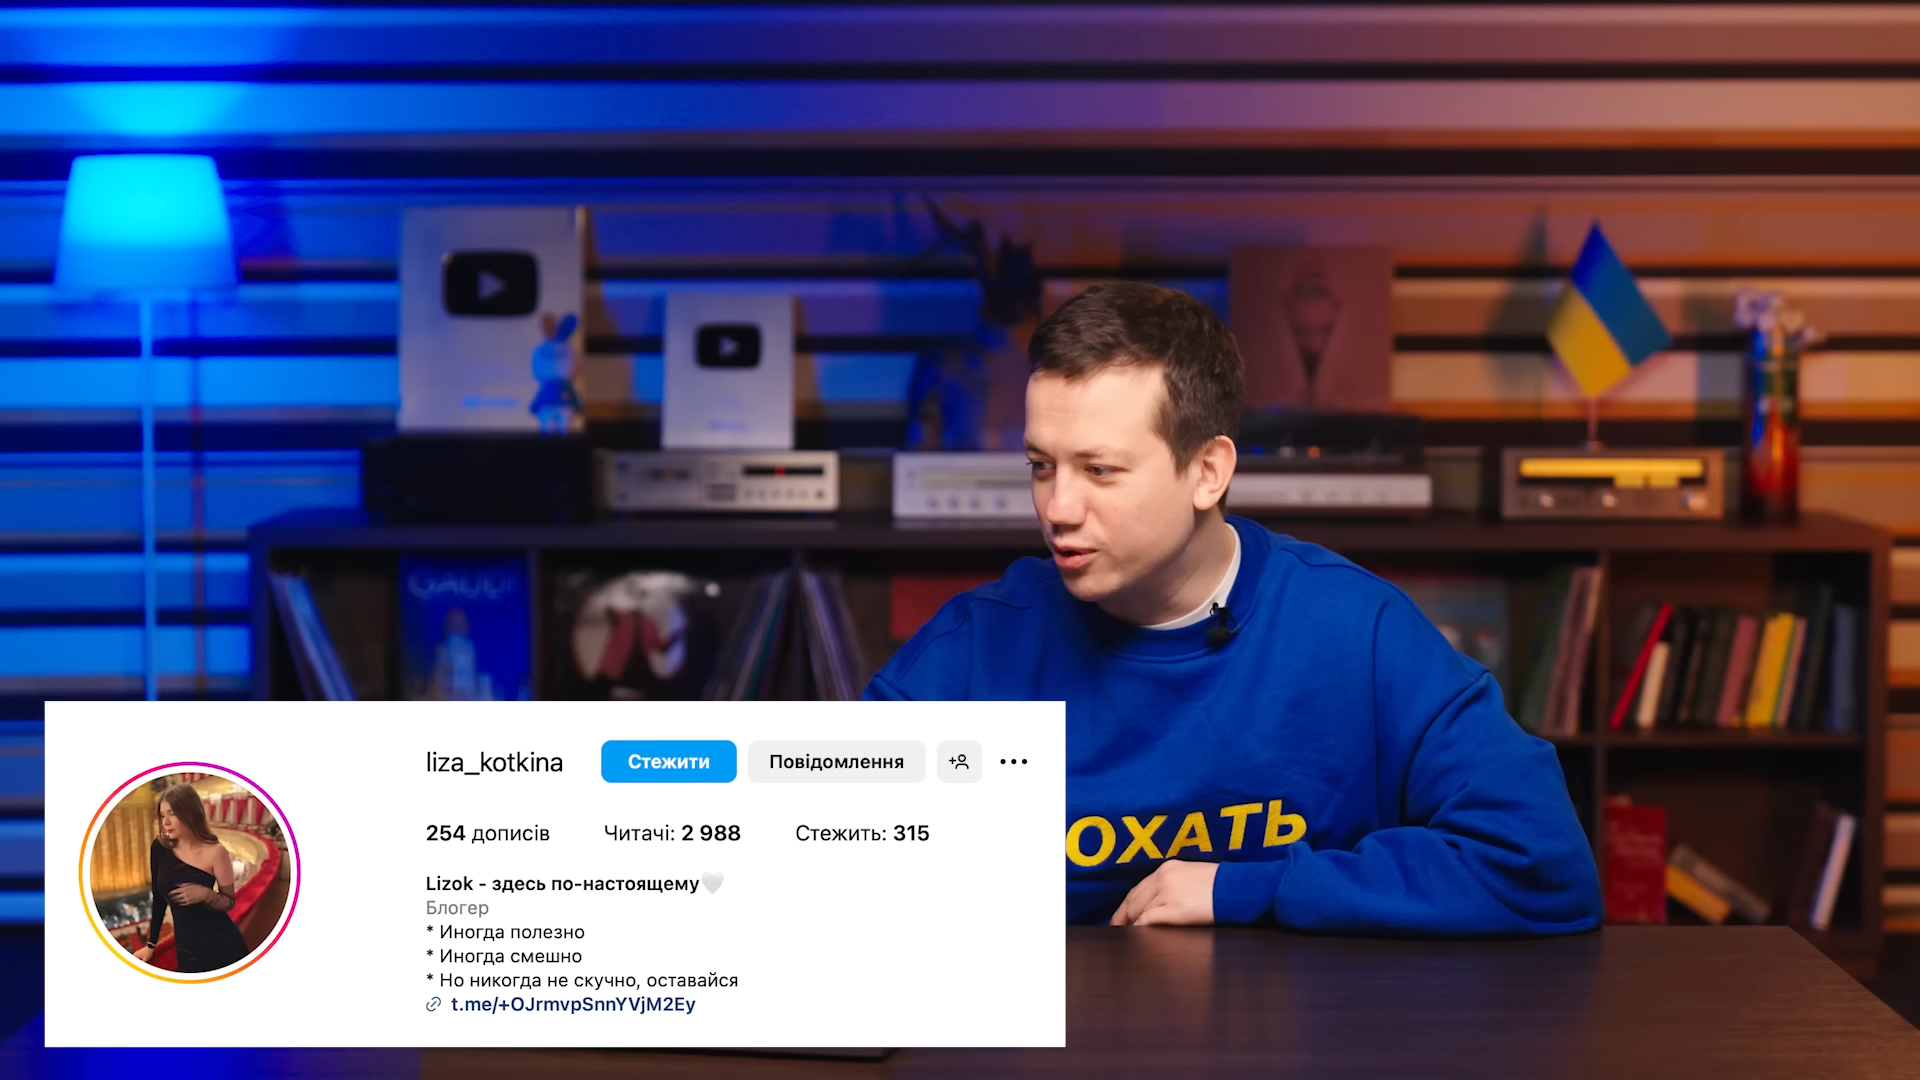 GAUDI
ОХАТЬ
liza_kotkina
Стежити
Повідомлення
254 дописів
Читачі: 2 988
Стежить: 315
Lizok - здесь по-настоящему🤍
Блогер
* Иногда полезно
* Иногда смешно
* Но никогда не скучно, оставайся
t.me/+OJrmvpSnnYVjM2Ey